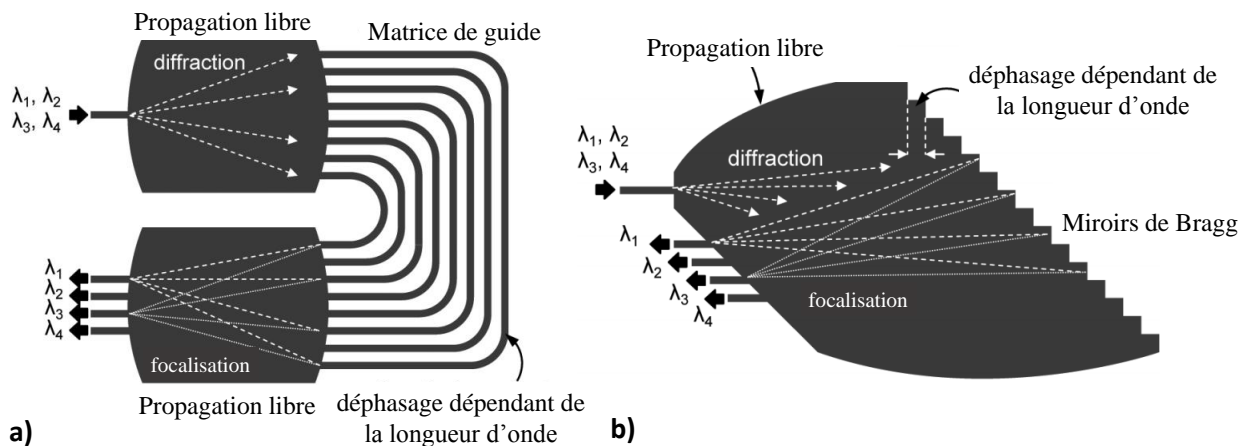 Propagation libre
Matrice de guide
diffraction
λ₁, λ₂
λ₃, λ₄
λ₁
λ₂
λ₃
λ₄
focalisation
Propagation libre
déphasage dépendant de
la longueur d'onde
a)
Propagation libre
déphasage dépendant de
la longueur d'onde
λ₁, λ₂
λ₃, λ₄
diffraction
Miroirs de Bragg
λ₁
λ₂
λ₃
λ₄
focalisation
b)